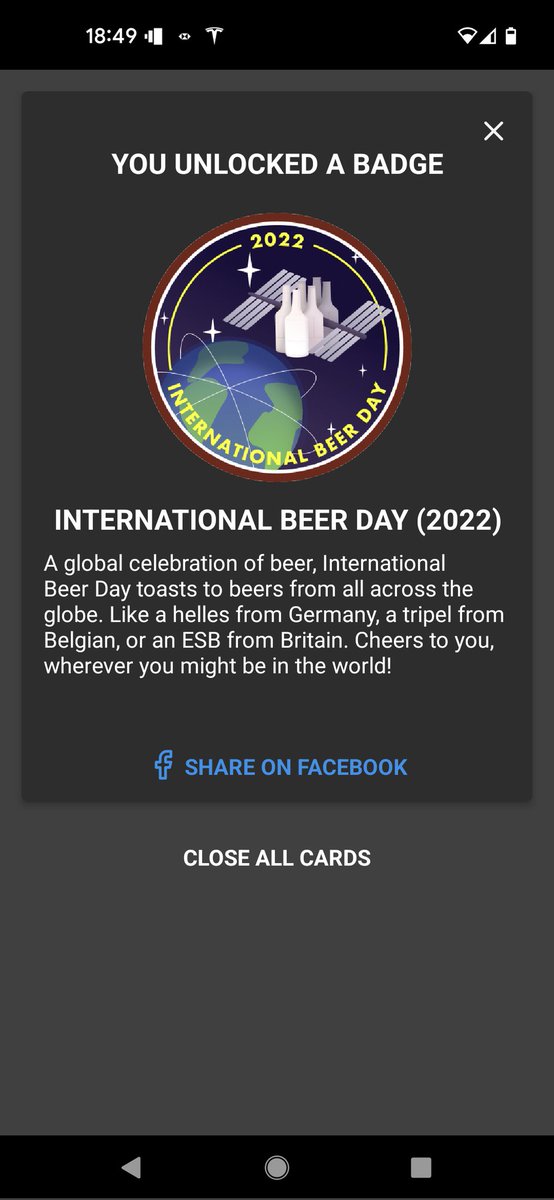 18:49
YOU UNLOCKED A BADGE
2022
INTERNATIONAL BEER DAY
INTERNATIONAL BEER DAY (2022)
A global celebration of beer, International
Beer Day toasts to beers from all across the
globe. Like a helles from Germany, a tripel from
Belgian, or an ESB from Britain. Cheers to you,
wherever you might be in the world!
SHARE ON FACEBOOK
CLOSE ALL CARDS